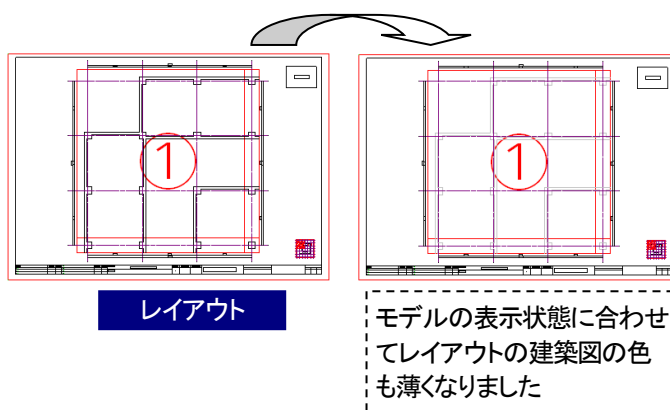 1
1
レイアウト
モデルの表示状態に合わせ
てレイアウトの建築図の色
も薄くなりました